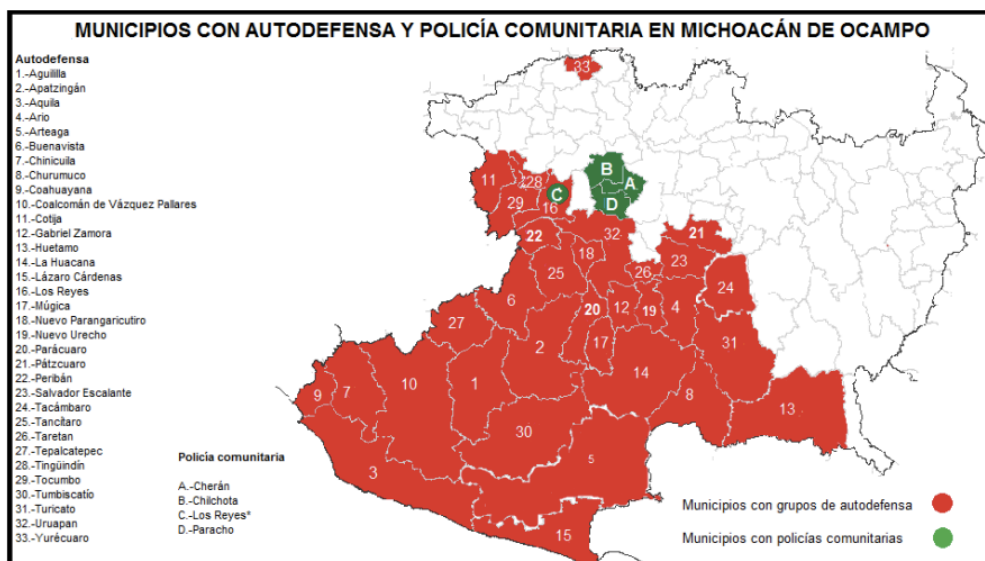 MUNICIPIOS CON AUTODEFENSA Y POLICÍA COMUNITARIA EN MICHOACÁN DE OCAMPO
Autodefensa
1.-Aguililla
2.-Apatzingán
3.-Aquila
4.-Ario
5.-Arteaga
6.-Buenavista
7.-Chinicuila
8.-Churumuco
9.-Coahuayana
10.-Coalcomán de Vázquez Pallares
11.-Cotija
12.-Gabriel Zamora
13.-Huetamo
14.-La Huacana
15.-Lázaro Cárdenas
16.-Los Reyes
17.-Múgica
18.-Nuevo Parangaricutiro
19.-Nuevo Urecho
20.-Parácuaro
21.-Pátzcuaro
22.-Peribán
23.-Salvador Escalante
24.-Tacámbaro
25.-Tancítaro
26.-Taretan
27.-Tepalcatepec
28.-Tingüindín
29.-Tocumbo
30.-Tumbiscatío
31.-Turicato
32.-Uruapan
33.-Yurécuaro
Policía comunitaria
A.-Cherán
B.-Chilchota
C.-Los Reyes*
D.-Paracho
33
B
A
11
28
C
D
29
16
22
32
21
18
23
25
26
24
6
20
12
19
4
27
2
17
31
9
7
10
1
14
8
13
30
3
5
15
Municipios con grupos de autodefensa
Municipios con policías comunitarias